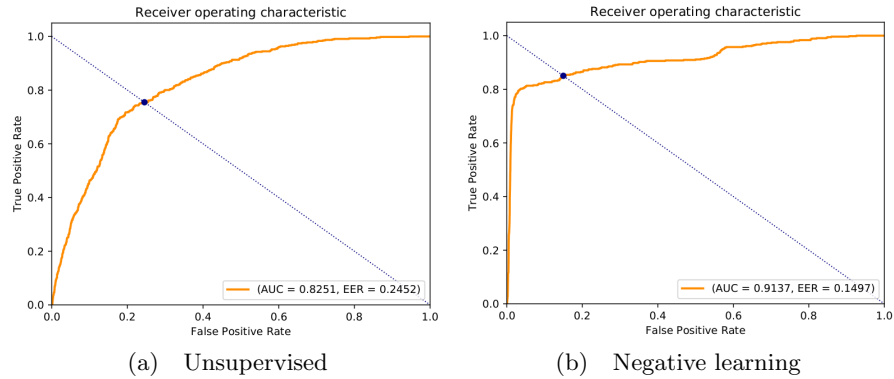 Receiver operating characteristic
1.0
0.8
0.6
0.4
0.2
0.0
True Positive Rate
0.0
0.2
0.4
0.6
0.8
1.0
False Positive Rate
(AUC = 0.8251, EER = 0.2452)
(a) Unsupervised
Receiver operating characteristic
1.0
0.8
0.6
0.4
0.2
0.0
True Positive Rate
0.0
0.2
0.4
0.6
0.8
1.0
False Positive Rate
(AUC = 0.9137, EER = 0.1497)
(b) Negative learning